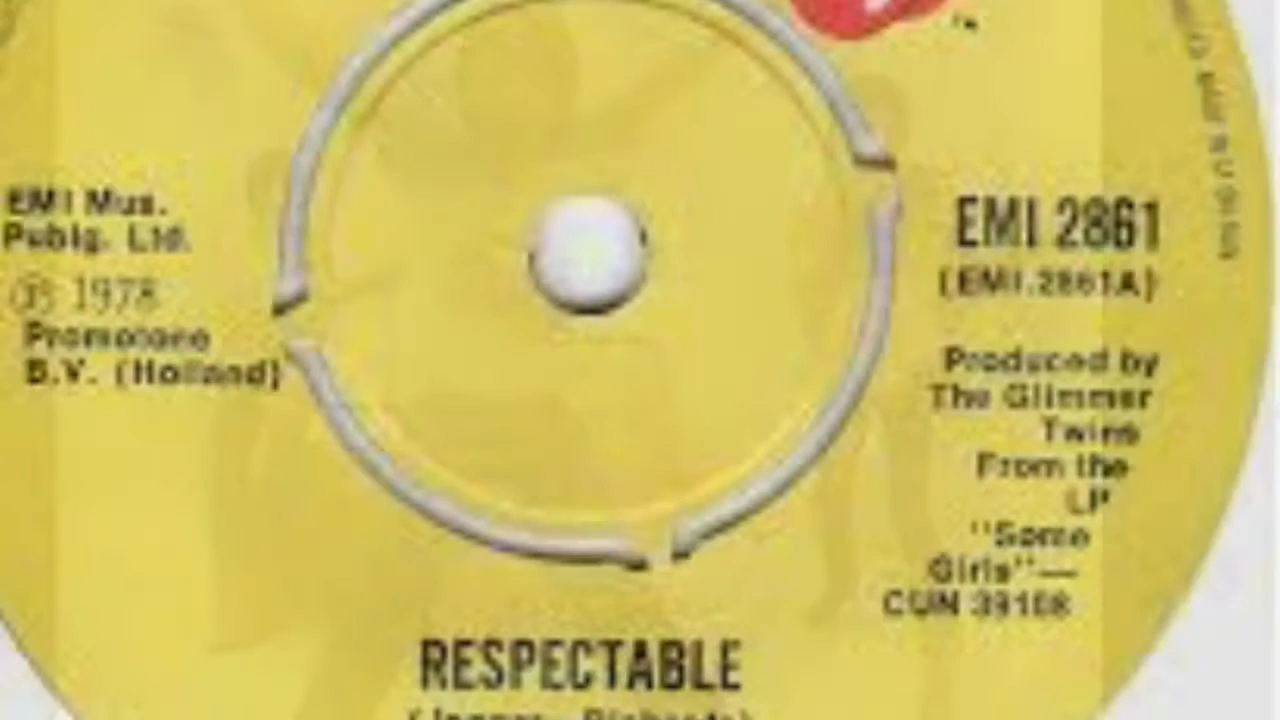 EMI Mus.
Publg. Ltd.
℗ 1978
Promotone
B.V. (Holland)
EMI 2861
(EMI.2861A)
Produced by
The Glimmer
Twins
From the
LP
"Some
Girls"—
CUN 39108
RESPECTABLE